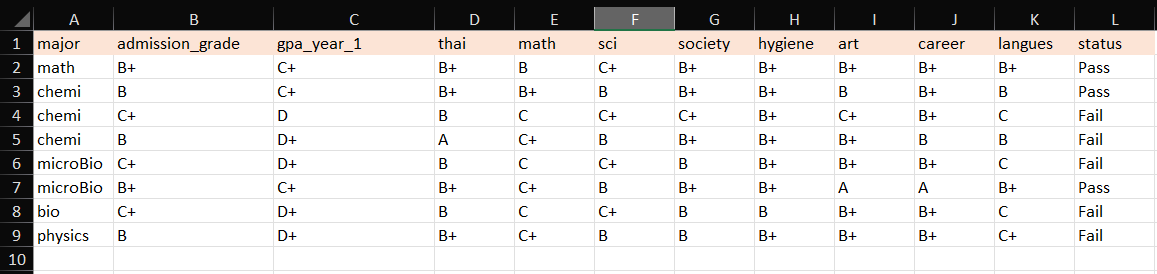 A B C D E F G H I J K L
1 major admission_grade gpa_year_1 thai math sci society hygiene art career langues status
2 math B+ C+ B+ B C+ B+ B+ B+ B+ B+ Pass
3 chemi B C+ B+ B+ B B+ B+ B B+ B Pass
4 chemi C+ D B C C+ C+ B+ C+ B+ C Fail
5 chemi B D+ A C+ B B+ B+ B+ B B Fail
6 microBio C+ D+ B C C+ B B+ B+ B+ C Fail
7 microBio B+ C+ B+ C+ B B+ B+ A A B+ Pass
8 bio C+ D+ B C C+ B B B+ B+ C Fail
9 physics B D+ B+ C+ B B B+ B+ B+ C+ Fail
10